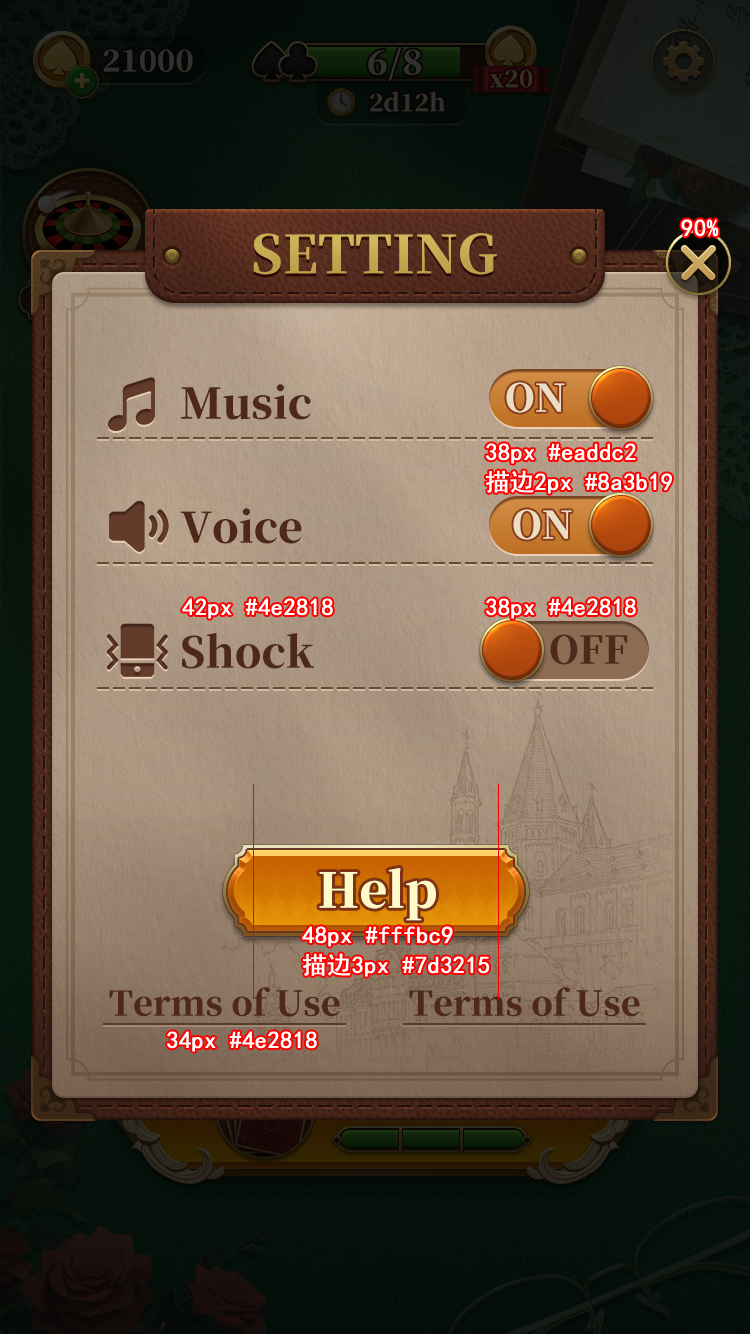 21000
6/8
x20
2d12h
90%
SETTING
Music
ON
38px #eaddc2
描边2px #8a3b19
Voice
ON
42px #4e2818
38px #4e2818
Shock
OFF
Help
48px #fffbc9
描边3px #7d3215
Terms of Use
Terms of Use
34px #4e2818